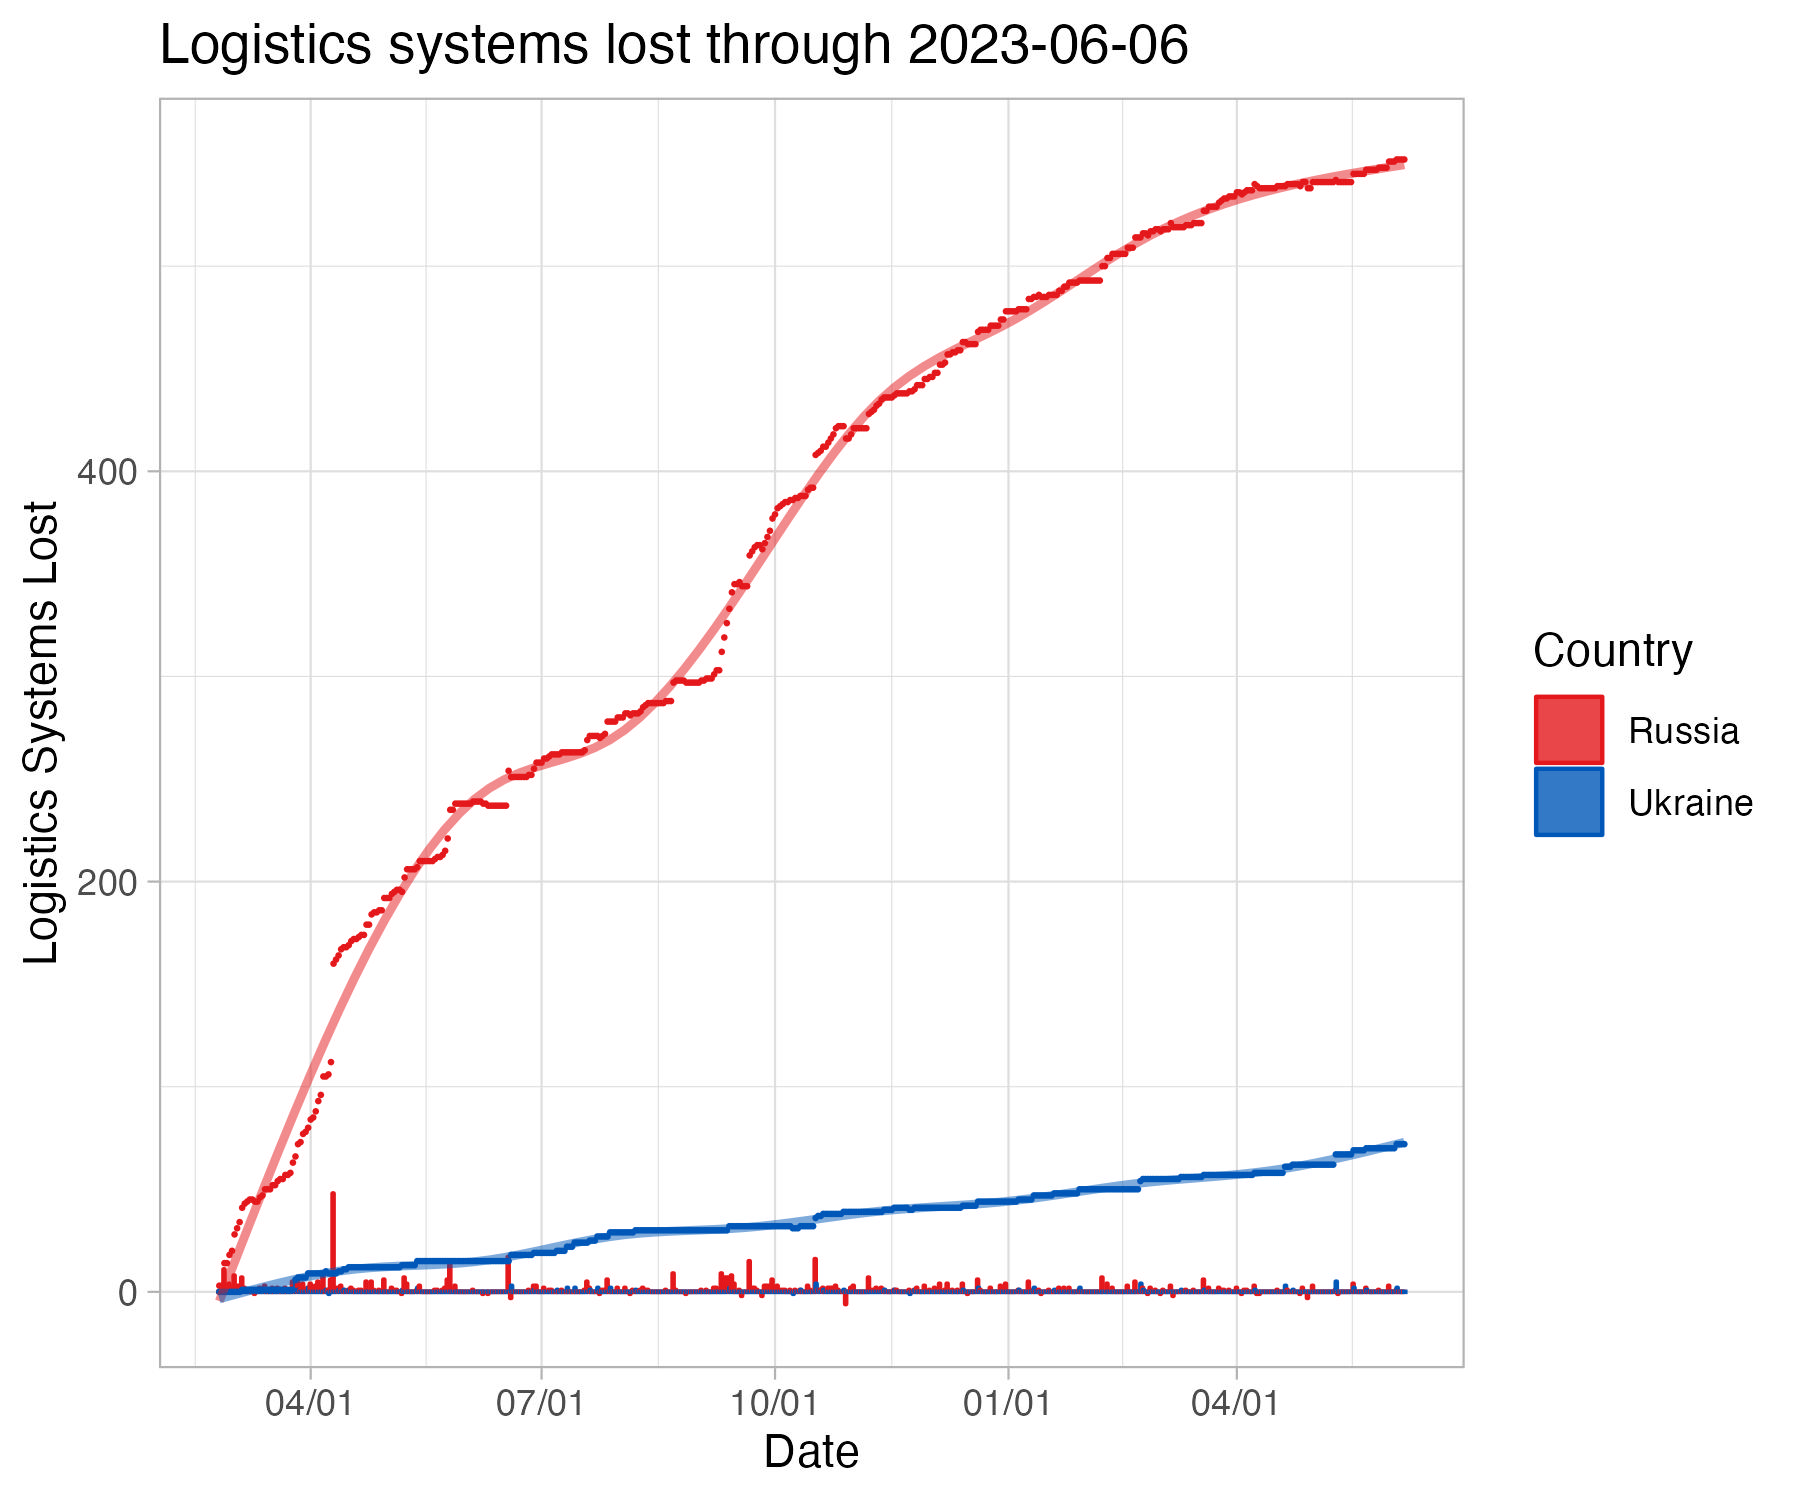 Logistics systems lost through 2023-06-06
Logistics Systems Lost
400
200
0
04/01
07/01
10/01
01/01
04/01
Date
Country
Russia
Ukraine